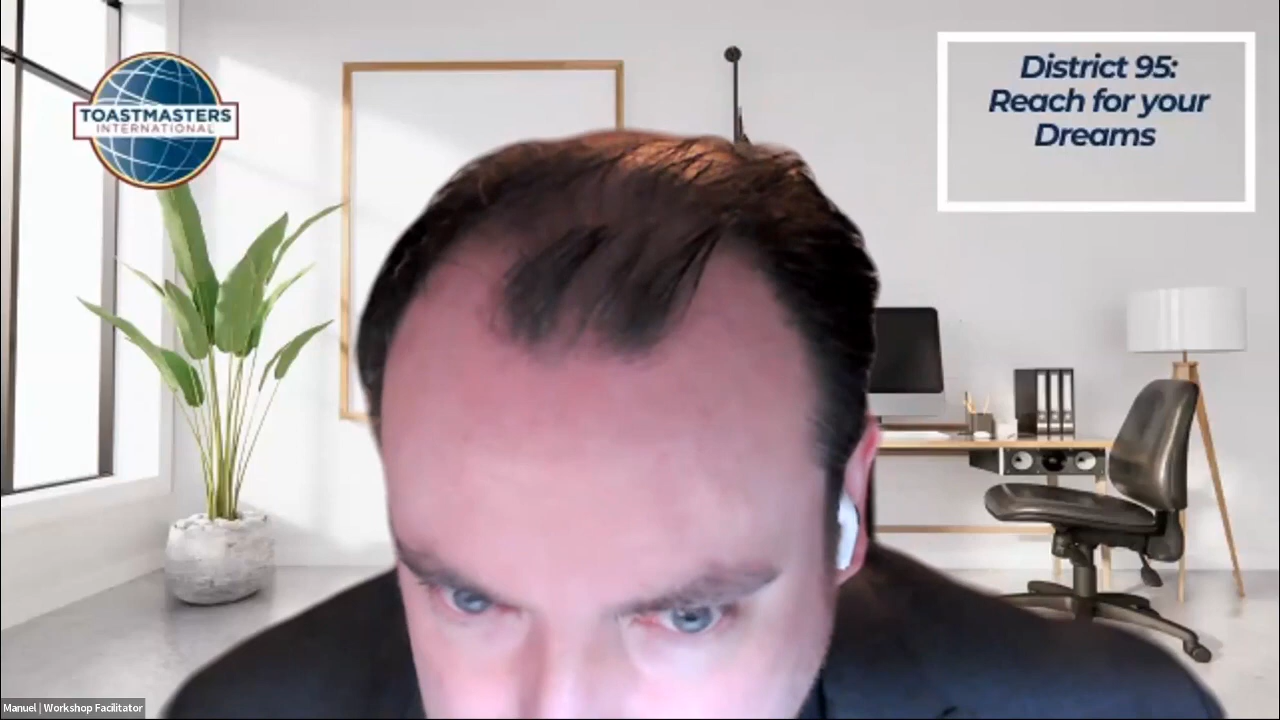 TOASTMASTERS
INTERNATIONAL
District 95:
Reach for your
Dreams
Manuel | Workshop Facilitator